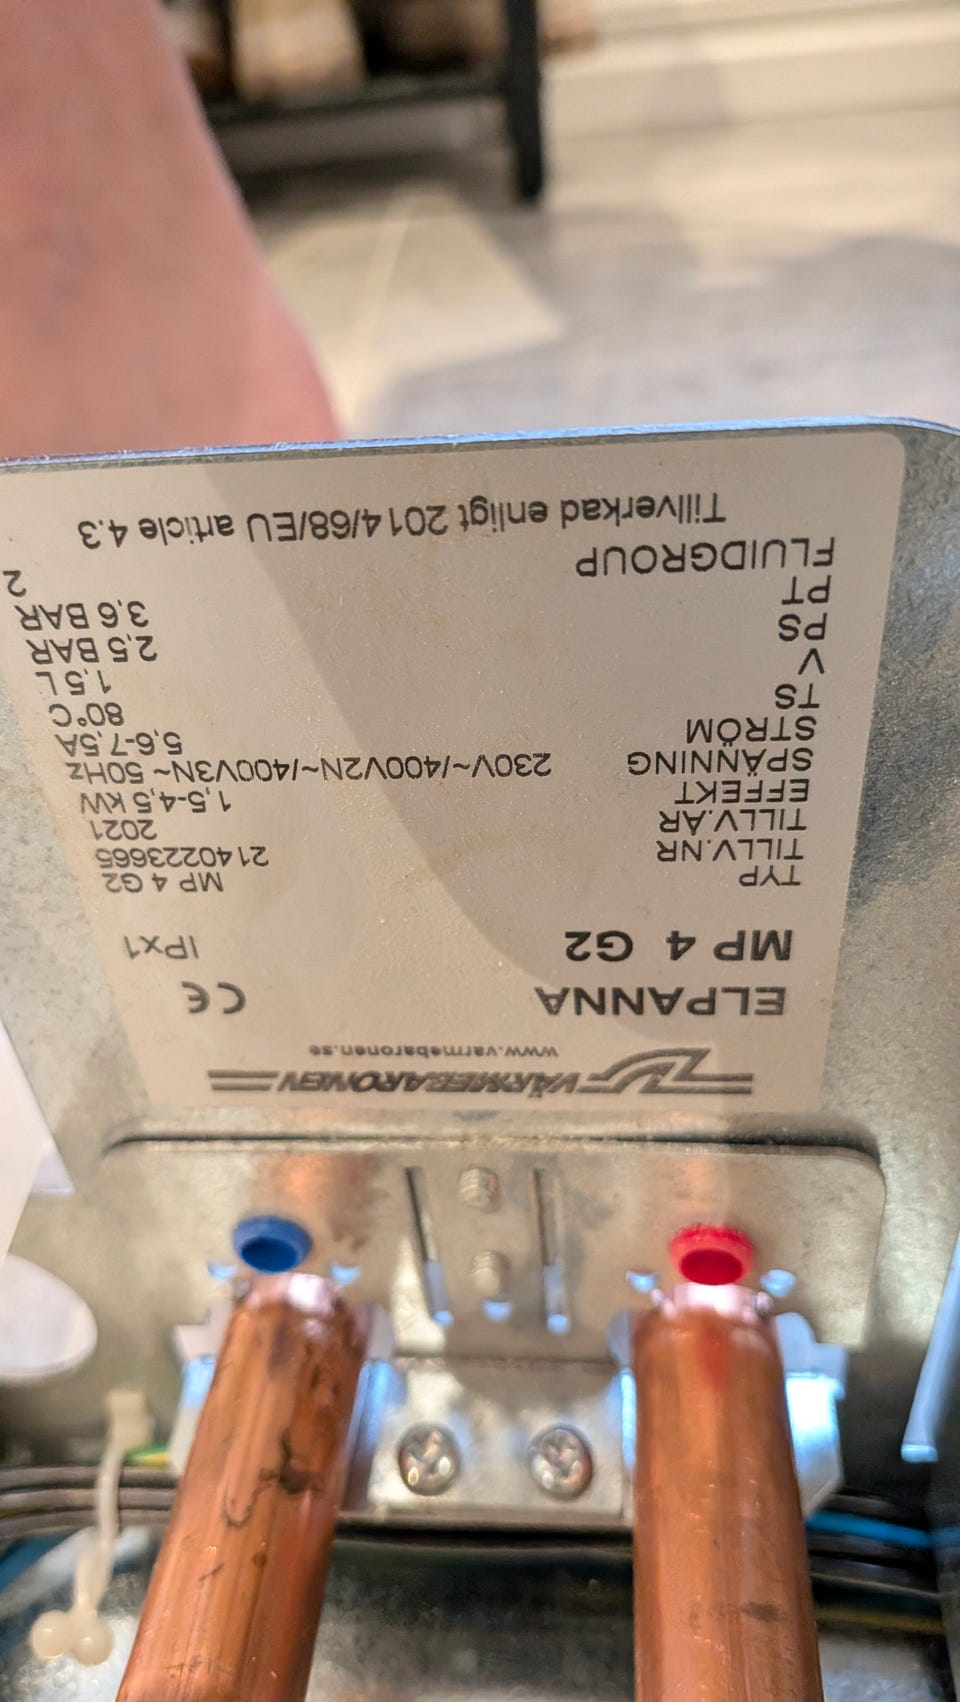 VÄRMEBARONEN
www.varmebaronen.se
ELPANNA CE
MP 4 G2 IPx1
TYP MP 4 G2
TILLV.NR 2140223665
TILLV.ÅR 2021
EFFEKT 1,5-4,5 kW
SPÄNNING 230V~/400V2N~/400V3N~ 50Hz
STRÖM 5,6-7,5A
TS 80°C
V 1,5 L
PS 2,5 BAR
PT 3,6 BAR
FLUIDGROUP 2
Tillverkad enligt 2014/68/EU article 4.3